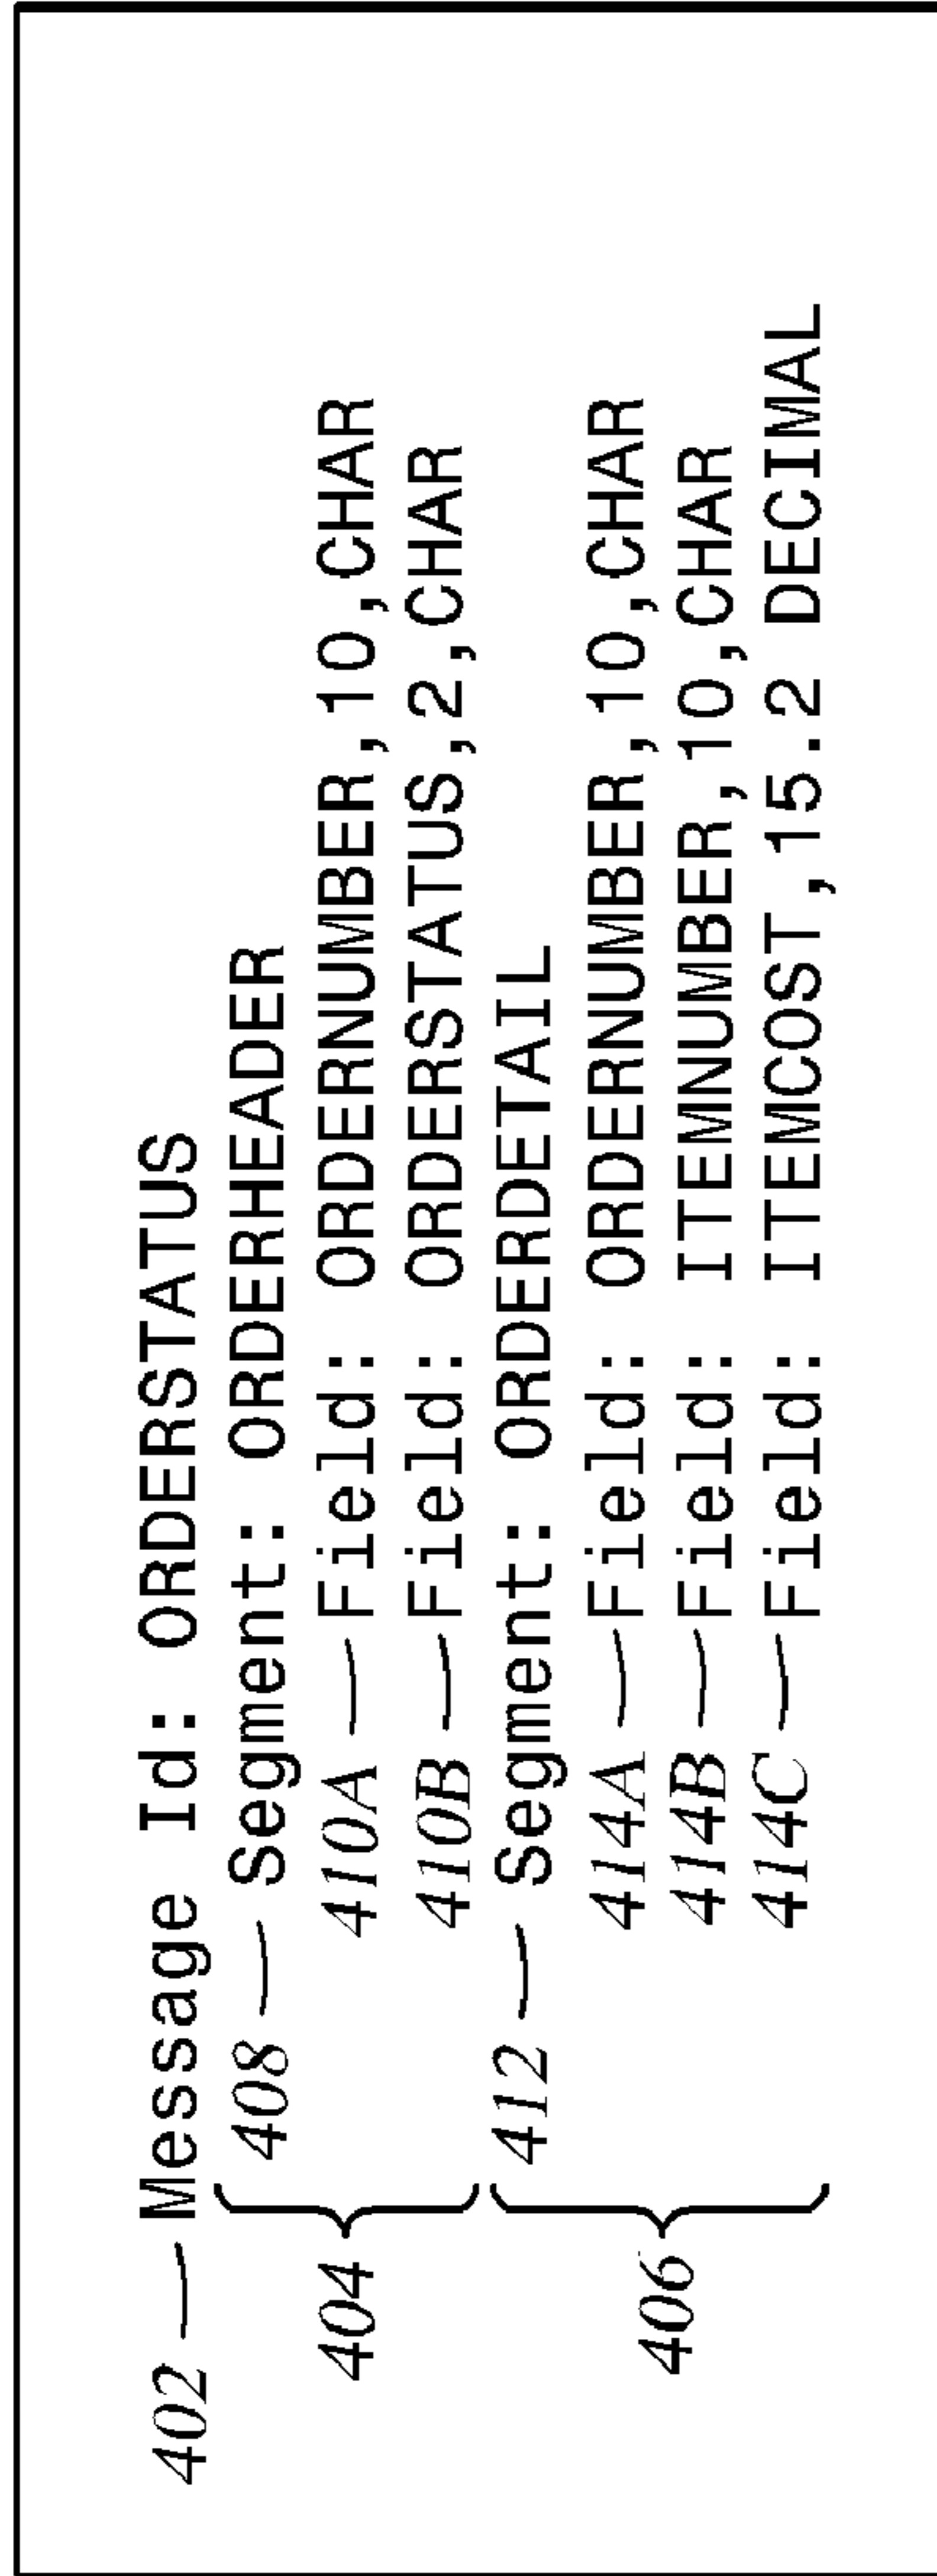 402 Message Id: ORDERSTATUS
408 Segment: ORDERHEADER
404 410A Field: ORDERNUMBER,10,CHAR
410B Field: ORDERSTATUS,2,CHAR
412 Segment: ORDERDETAIL
414A Field: ORDERNUMBER,10,CHAR
406 414B Field: ITEMNUMBER,10,CHAR
414C Field: ITEMCOST,15.2 DECIMAL